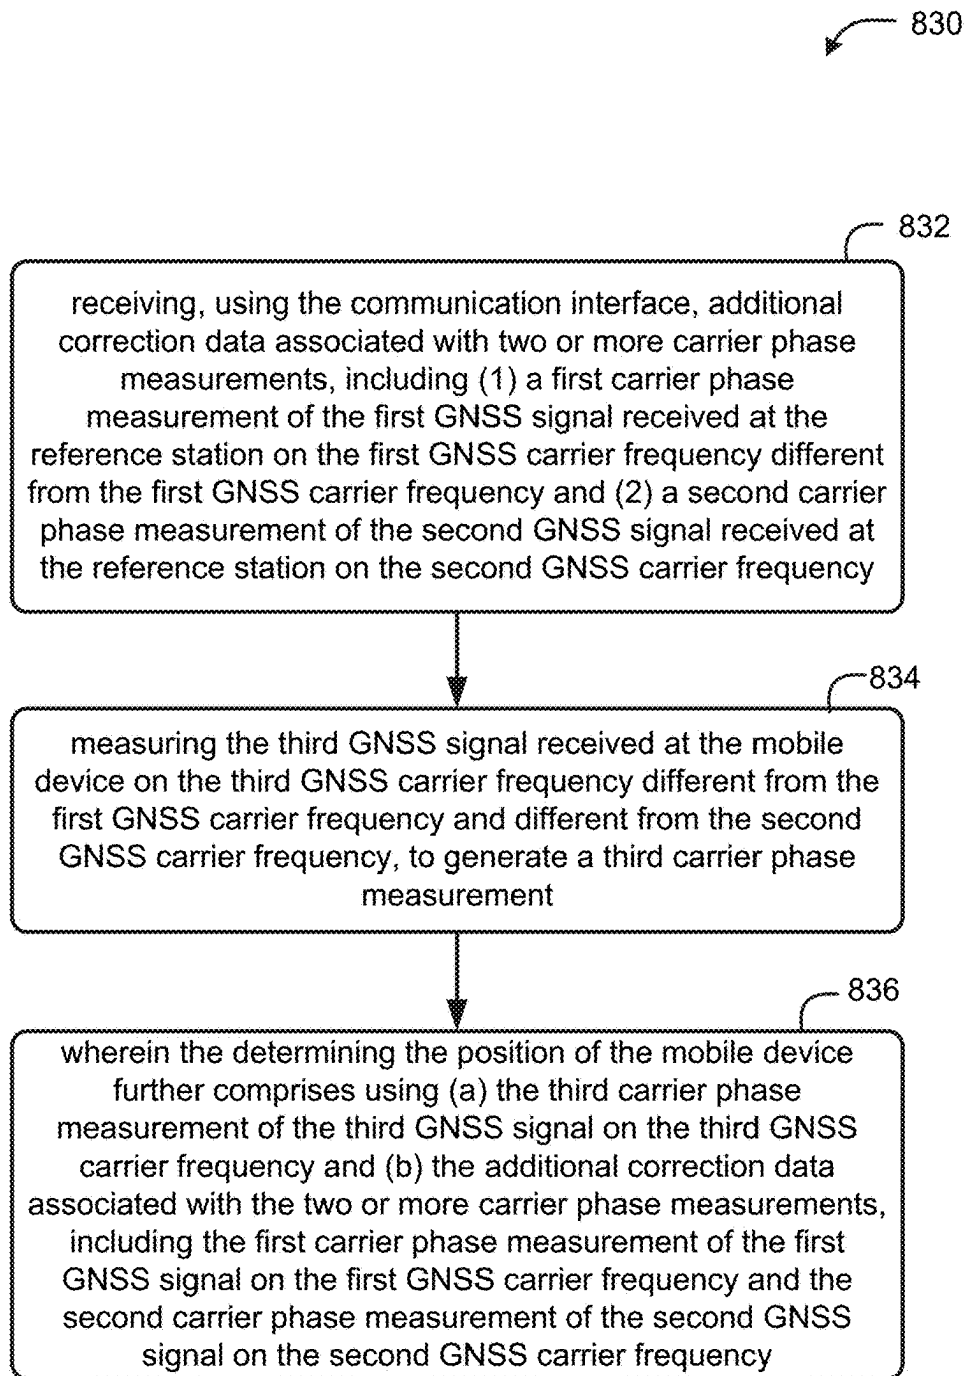 830
832
receiving, using the communication interface, additional
correction data associated with two or more carrier phase
measurements, including (1) a first carrier phase
measurement of the first GNSS signal received at the
reference station on the first GNSS carrier frequency different
from the first GNSS carrier frequency and (2) a second carrier
phase measurement of the second GNSS signal received at
the reference station on the second GNSS carrier frequency
834
measuring the third GNSS signal received at the mobile
device on the third GNSS carrier frequency different from the
first GNSS carrier frequency and different from the second
GNSS carrier frequency, to generate a third carrier phase
measurement
836
wherein the determining the position of the mobile device
further comprises using (a) the third carrier phase
measurement of the third GNSS signal on the third GNSS
carrier frequency and (b) the additional correction data
associated with the two or more carrier phase measurements,
including the first carrier phase measurement of the first
GNSS signal on the first GNSS carrier frequency and the
second carrier phase measurement of the second GNSS
signal on the second GNSS carrier frequency